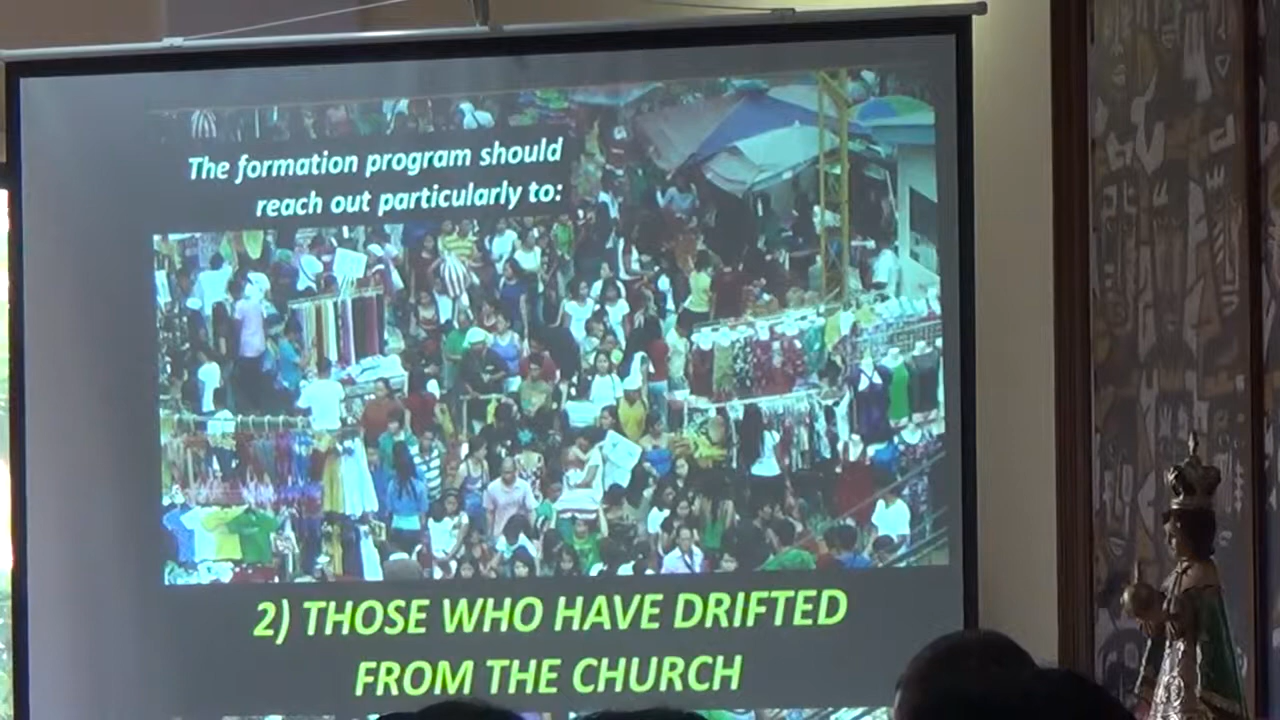 The formation program should
reach out particularly to:
2) THOSE WHO HAVE DRIFTED
FROM THE CHURCH